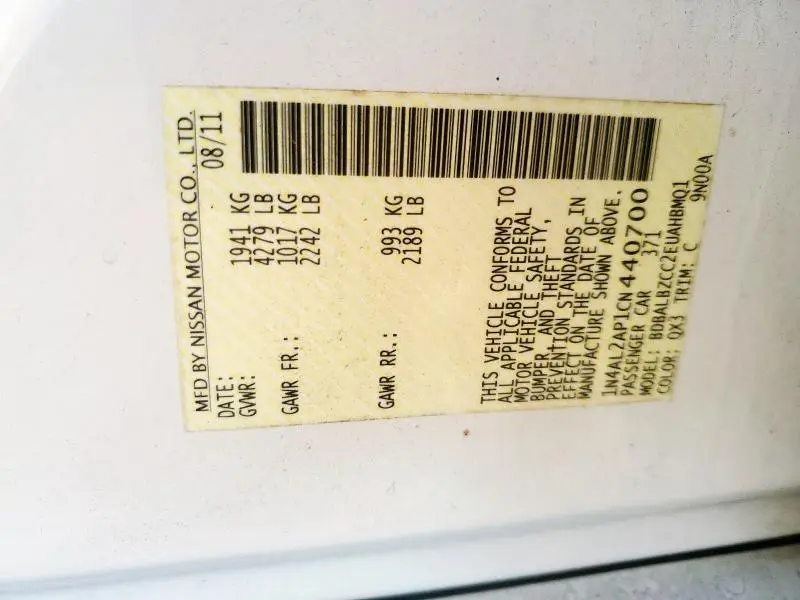 MFD BY NISSAN MOTOR CO., LTD.
DATE: 08/11
GVWR: 1941 KG
4279 LB
GAWR FR.: 1017 KG
2242 LB
GAWR RR.: 993 KG
2189 LB
THIS VEHICLE CONFORMS TO
ALL APPLICABLE FEDERAL
MOTOR VEHICLE SAFETY,
BUMPER, AND THEFT
PREVENTION STANDARDS IN
EFFECT ON THE DATE OF
MANUFACTURE SHOWN ABOVE.
1N4AL2AP1CN440700
PASSENGER CAR 371
MODEL: BDBALBZCC2EUAHBMQ1
COLOR: QX3 TRIM: C 9N00A